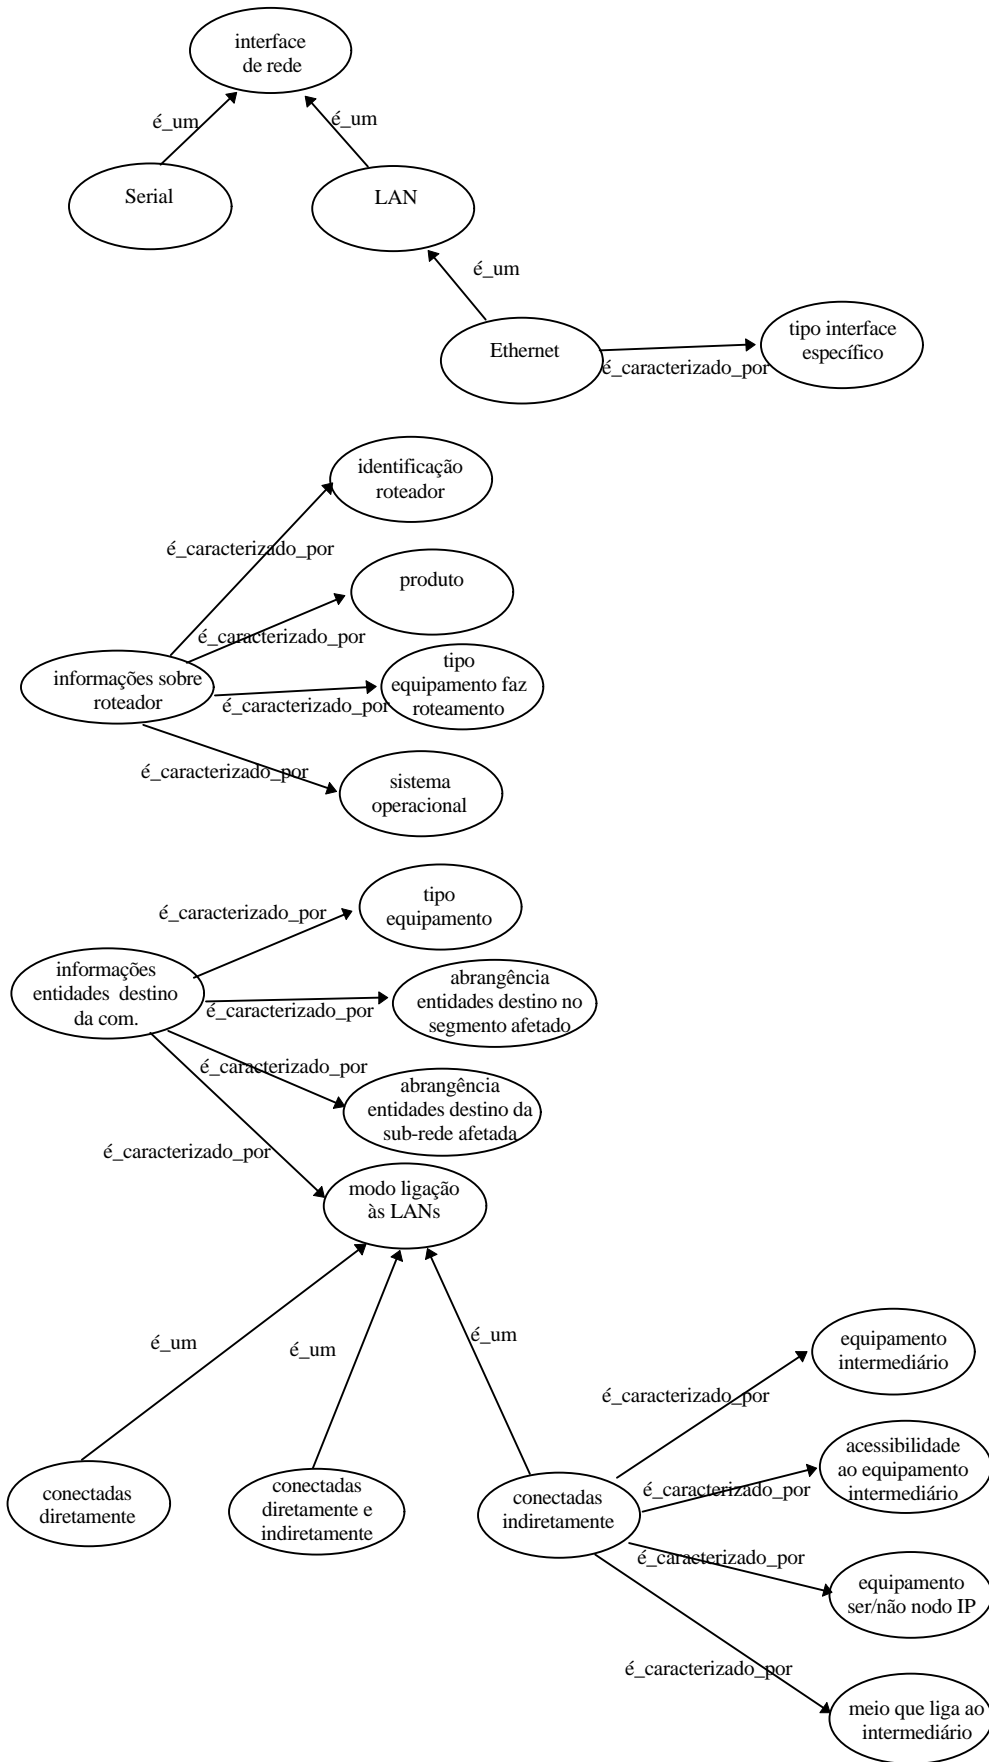 interface
de rede
é_um
é_um
Serial
LAN
é_um
Ethernet
tipo interface
específico
é_caracterizado_por
identificação
roteador
é_caracterizado_por
produto
é_caracterizado_por
informações sobre
roteador
tipo
equipamento faz
roteamento
é_caracterizado_por
é_caracterizado_por
sistema
operacional
tipo
equipamento
é_caracterizado_por
informações
entidades destino
da com.
abrangência
entidades destino no
segmento afetado
é_caracterizado_por
é_caracterizado_por
abrangência
entidades destino da
sub-rede afetada
é_caracterizado_por
modo ligação
às LANs
é_um
é_um
é_um
equipamento
intermediário
é_caracterizado_por
conectadas
diretamente
conectadas
diretamente e
indiretamente
conectadas
indiretamente
acessibilidade
ao equipamento
intermediário
é_caracterizado_por
é_caracterizado_por
equipamento
ser/não nodo IP
é_caracterizado_por
meio que liga ao
intermediário